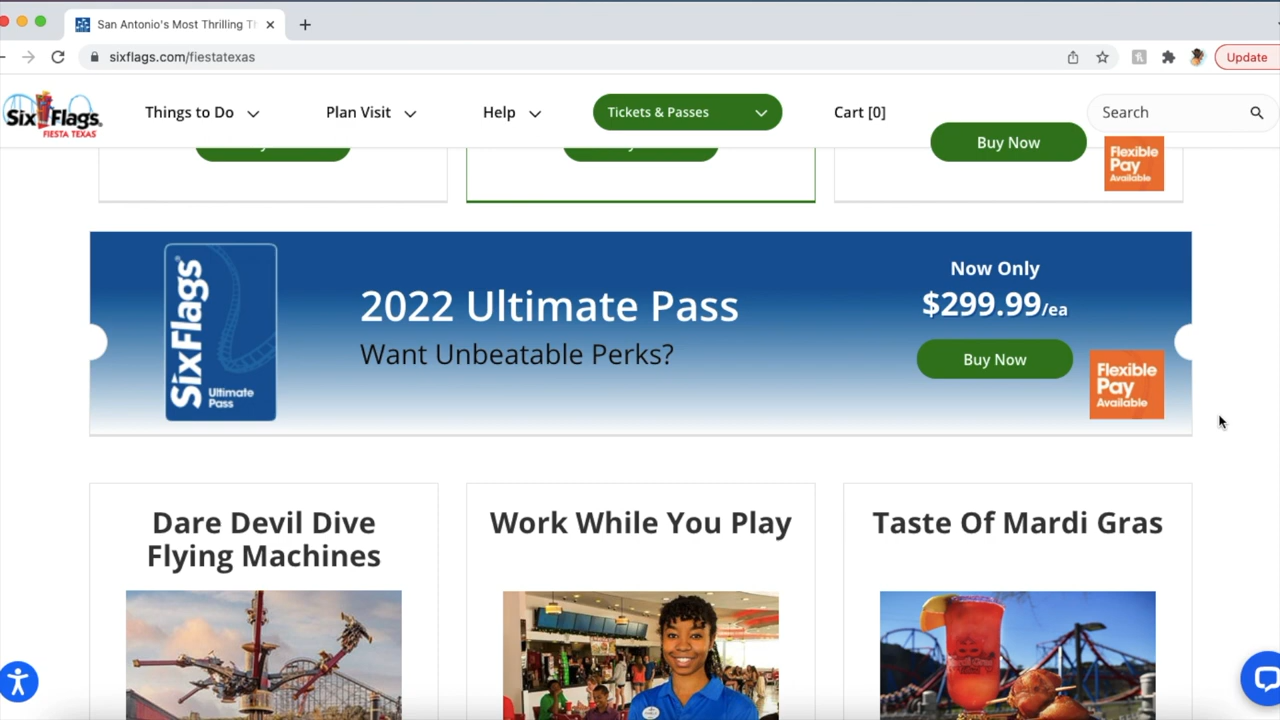 San Antonio's Most Thrilling
sixflags.com/fiestatexas
Update
Six Flags
FIESTA TEXAS
Things to Do
Plan Visit
Help
Tickets & Passes
Cart [0]
Search
Buy Now
Flexible
Pay
Available
SixFlags
Ultimate
Pass
2022 Ultimate Pass
Want Unbeatable Perks?
Now Only
$299.99/ea
Buy Now
Flexible
Pay
Available
Dare Devil Dive
Flying Machines
Work While You Play
Taste Of Mardi Gras